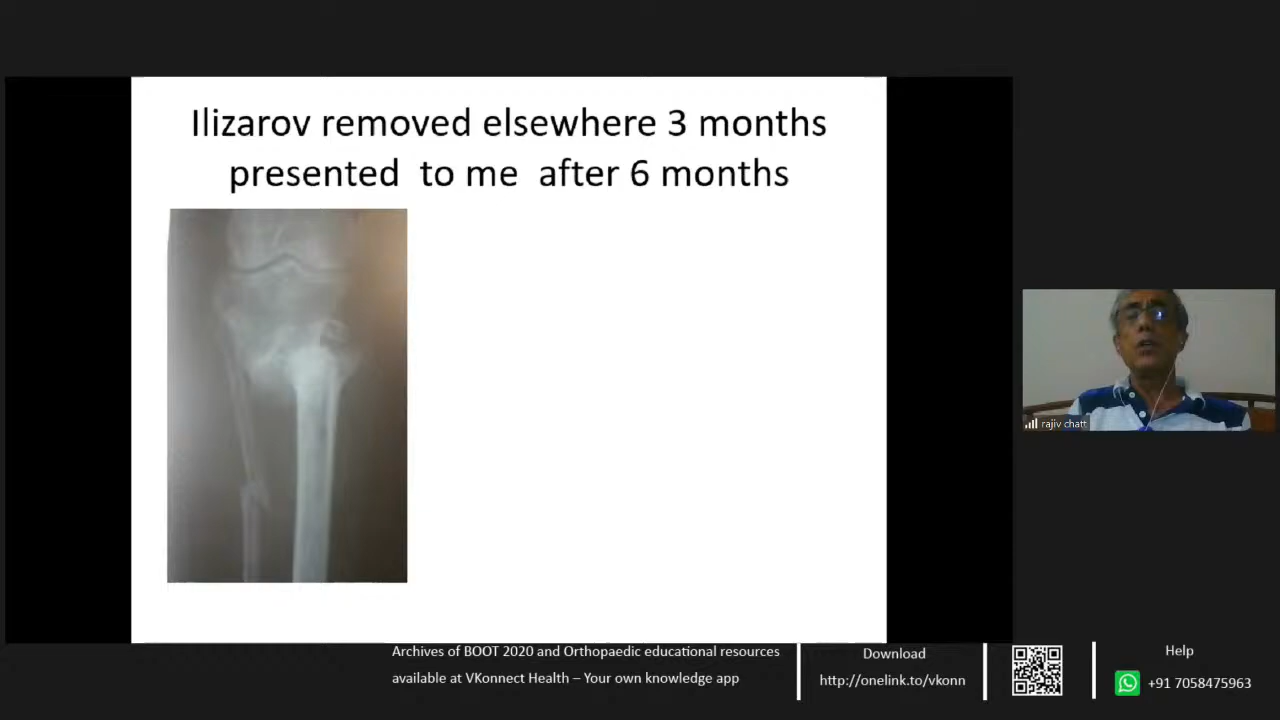 Ilizarov removed elsewhere 3 months
presented to me after 6 months
rajiv chatt
Archives of BOOT 2020 and Orthopaedic educational resources
available at VKonnect Health – Your own knowledge app
Download
http://onelink.to/vkonn
Help
+91 7058475963